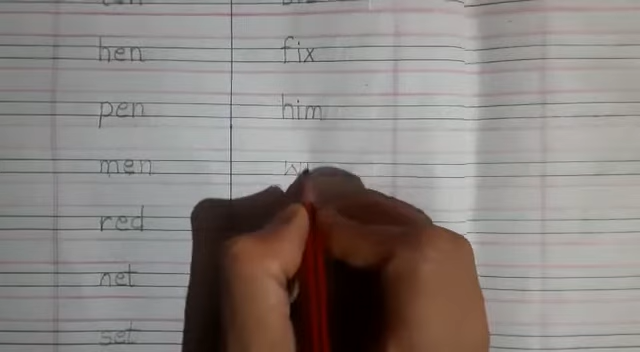 hen fix
pen him
men
red
net
set